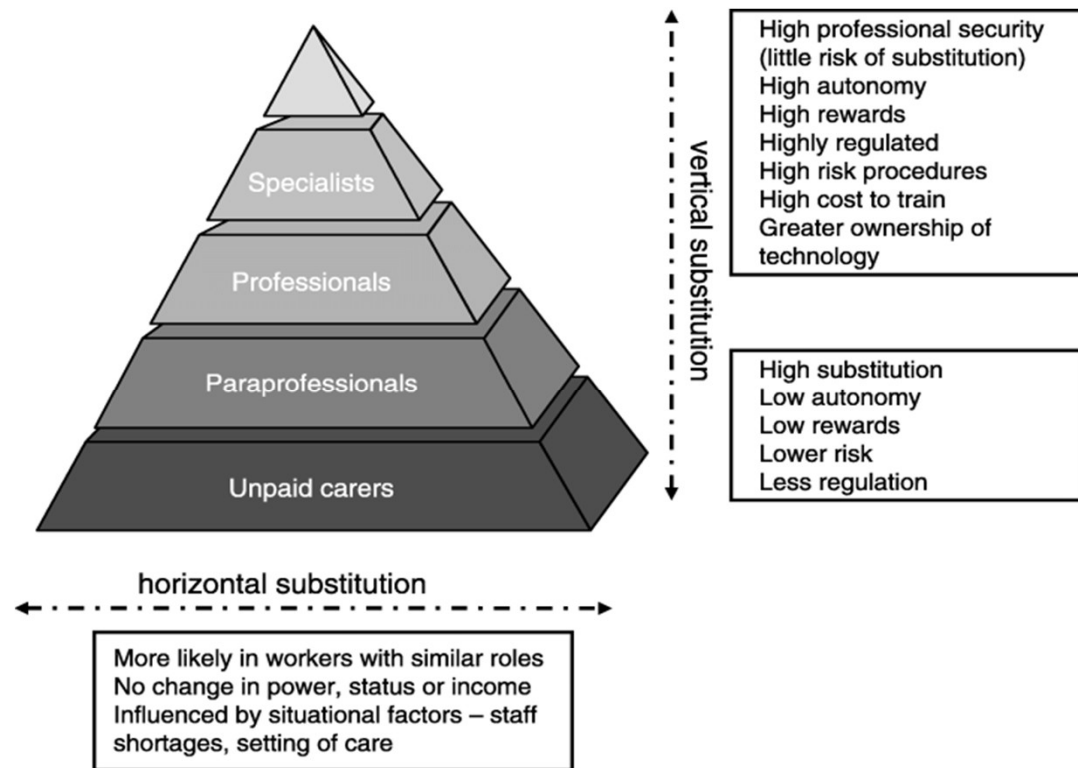 High professional security
(little risk of substitution)
High autonomy
High rewards
Highly regulated
High risk procedures
High cost to train
Greater ownership of
technology
vertical substitution
Specialists
Professionals
Paraprofessionals
Unpaid carers
High substitution
Low autonomy
Low rewards
Lower risk
Less regulation
horizontal substitution
More likely in workers with similar roles
No change in power, status or income
Influenced by situational factors – staff
shortages, setting of care